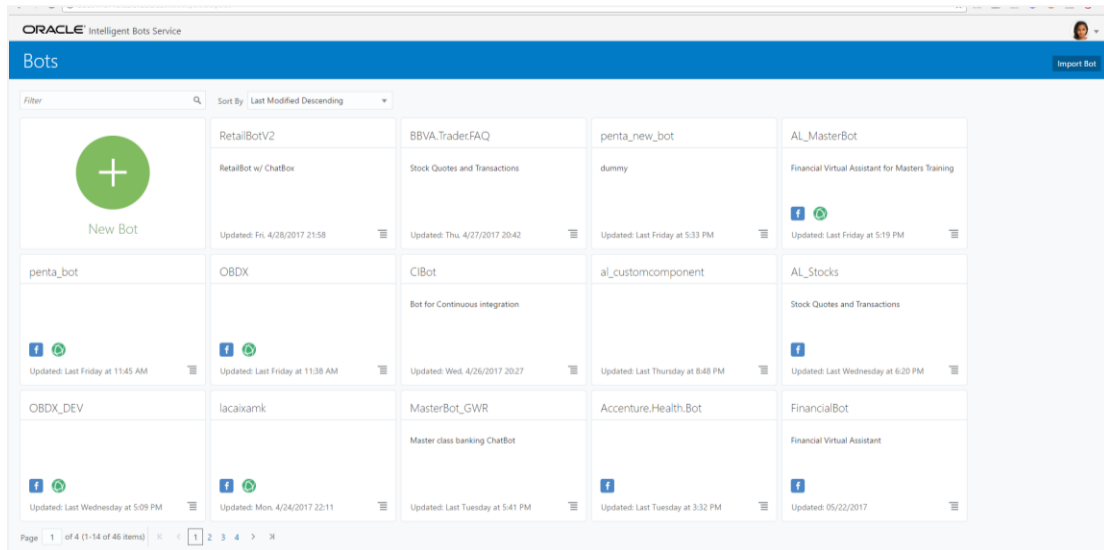 ORACLE® Intelligent Bots Service
Bots
Import Bot
Filter
Sort By Last Modified Descending
New Bot
RetailBotV2
RetailBot w/ ChatBox
Updated: Fri, 4/28/2017 21:58
BBVA.Trader.FAQ
Stock Quotes and Transactions
Updated: Thu, 4/27/2017 20:42
penta_new_bot
dummy
Updated: Last Friday at 5:33 PM
AL_MasterBot
Financial Virtual Assistant for Masters Training
Updated: Last Friday at 5:19 PM
penta_bot
Updated: Last Friday at 11:45 AM
OBDX
Updated: Last Friday at 11:38 AM
CIBot
Bot for Continuous integration
Updated: Wed, 4/26/2017 20:27
al_customcomponent
Updated: Last Thursday at 8:48 PM
AL_Stocks
Stock Quotes and Transactions
Updated: Last Wednesday at 6:20 PM
OBDX_DEV
Updated: Last Wednesday at 5:09 PM
lacaixamk
Updated: Mon, 4/24/2017 22:11
MasterBot_GWR
Master class banking ChatBot
Updated: Last Tuesday at 5:41 PM
Accenture.Health.Bot
Updated: Last Tuesday at 3:32 PM
FinancialBot
Financial Virtual Assistant
Updated: 05/22/2017
Page 1 of 4 (1-14 of 46 items) 1 2 3 4